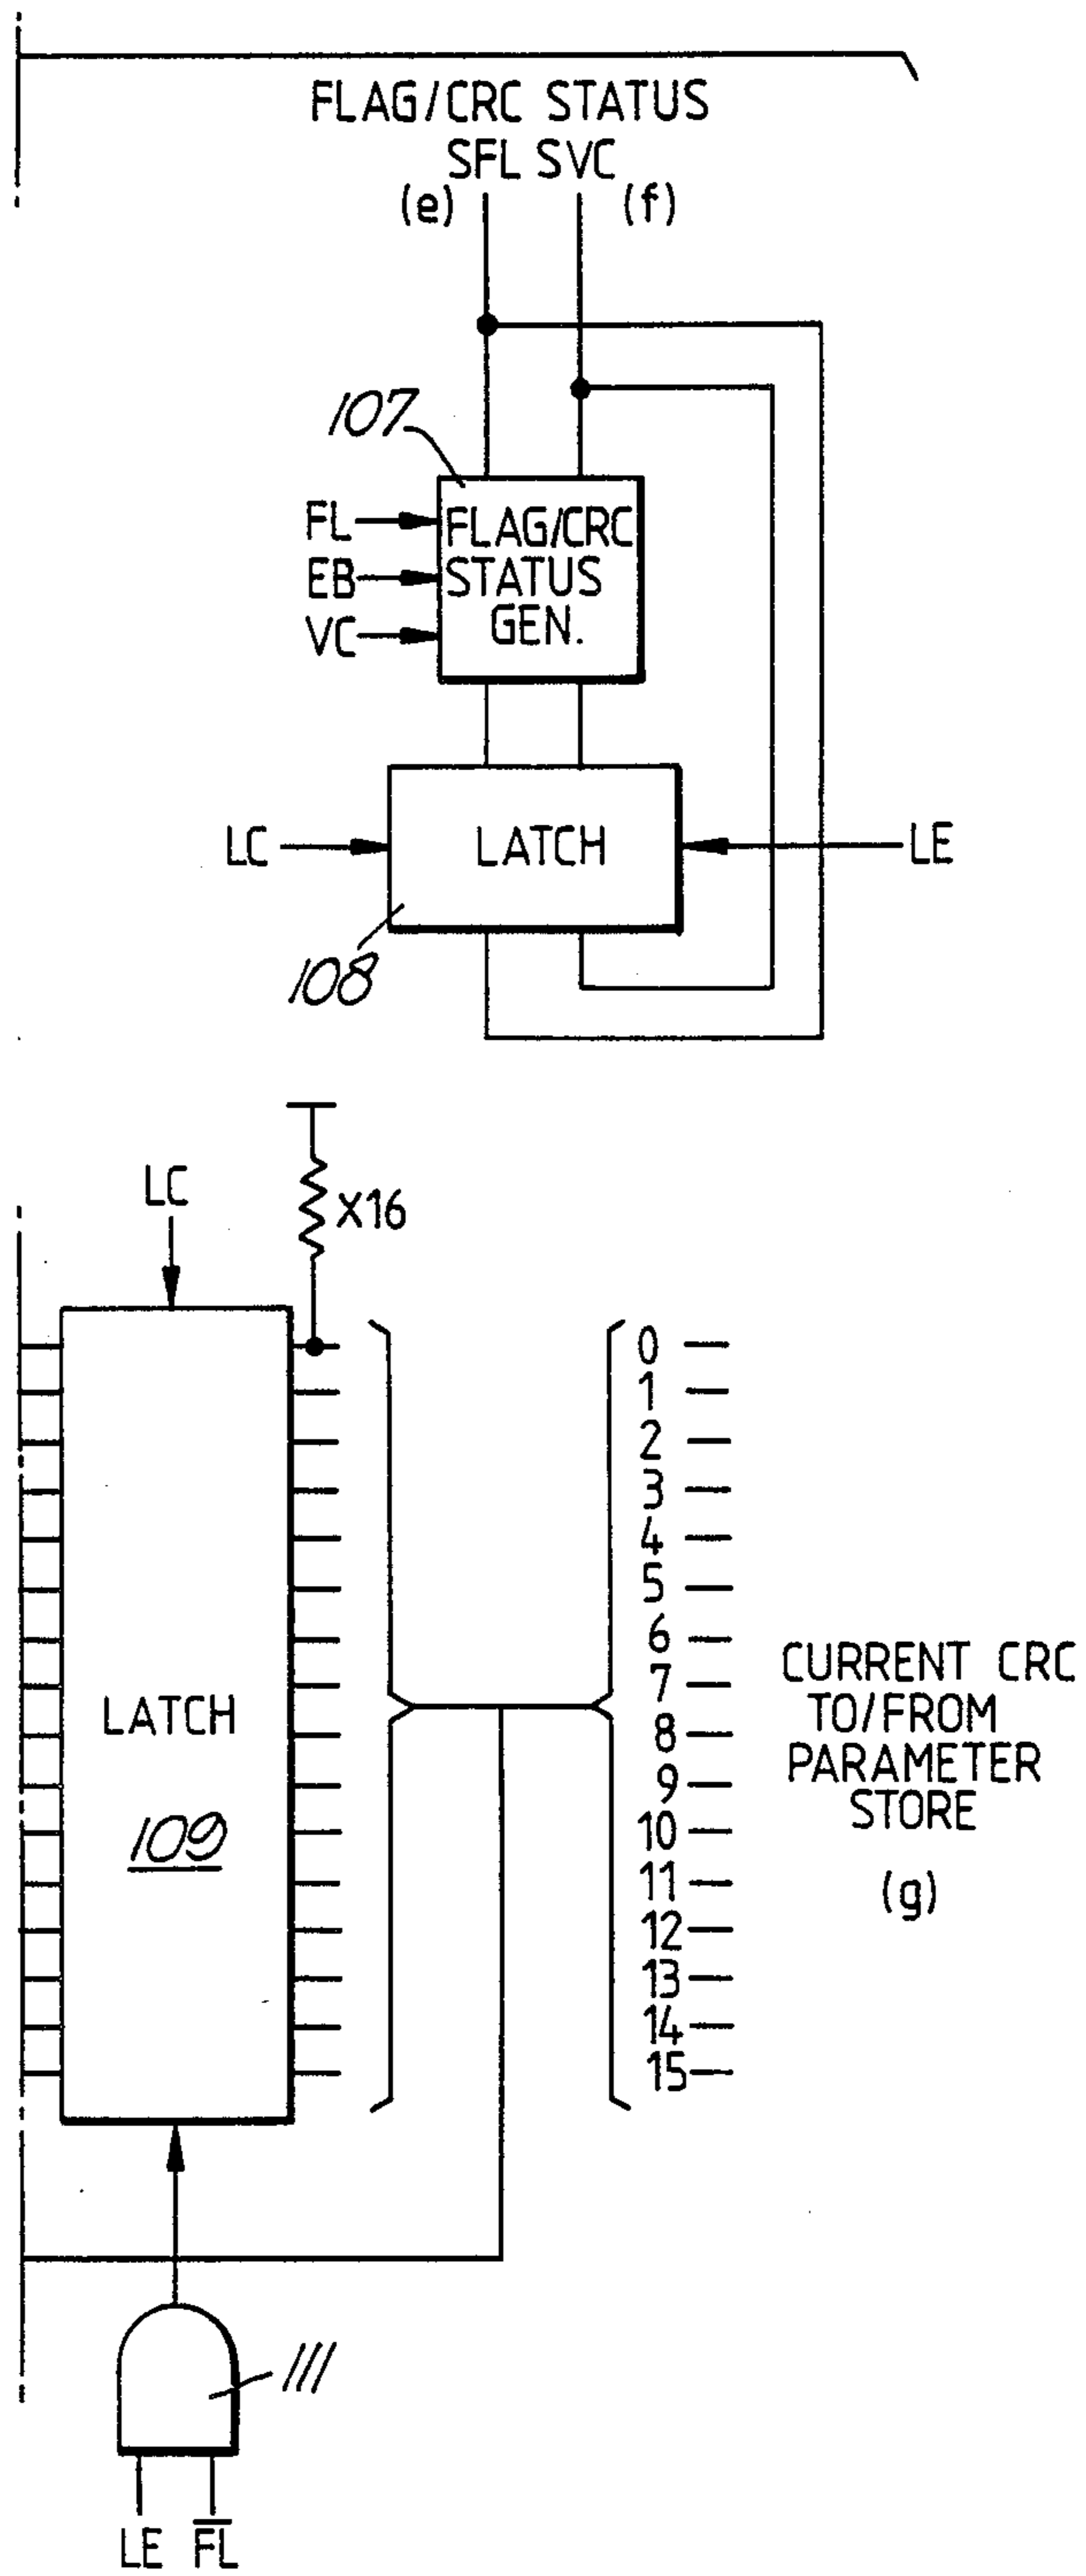 FLAG/CRC STATUS
SFL SVC
(e) (f)
107
FL
EB
VC
FLAG/CRC
STATUS
GEN.
LC
LATCH
LE
108
LC
X16
LATCH
109
0
1
2
3
4
5
6
7
8
9
10
11
12
13
14
15
CURRENT CRC
TO/FROM
PARAMETER
STORE
(g)
111
LE F̅L̅